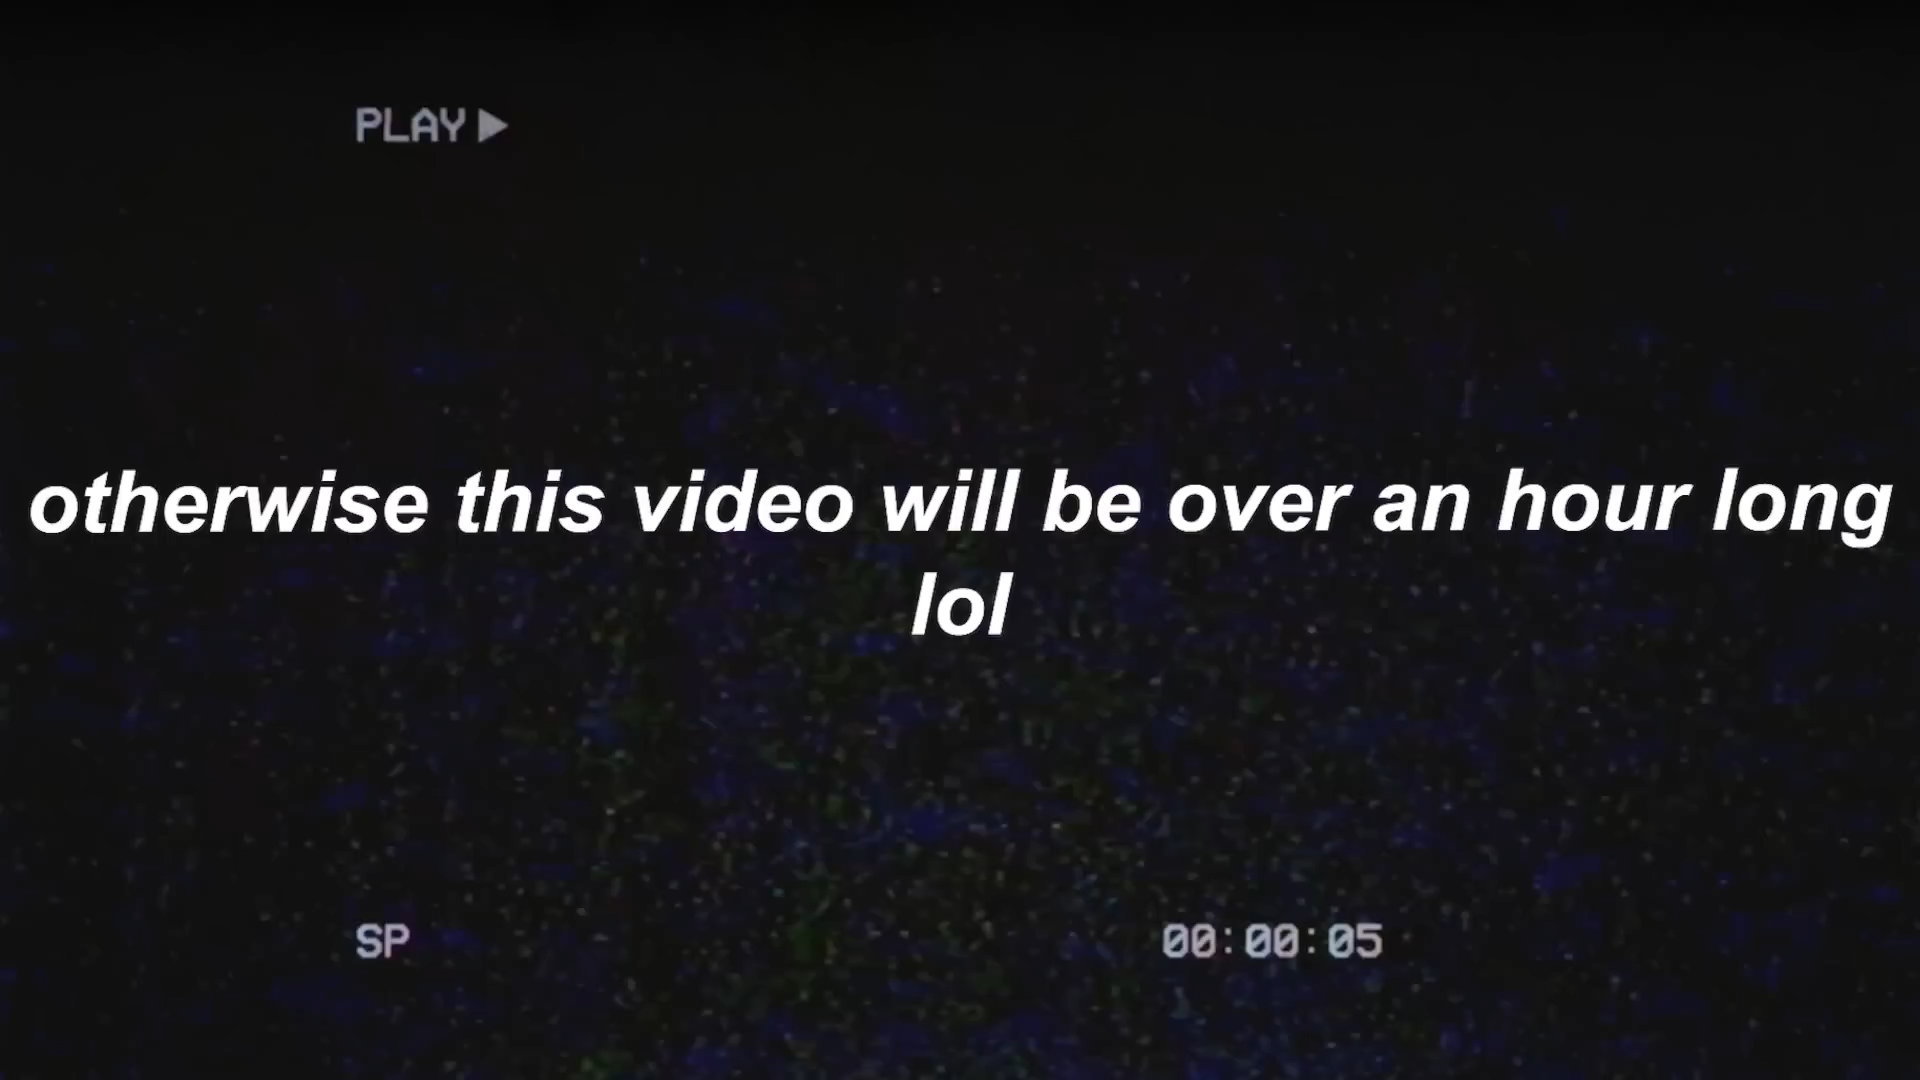 PLAY ▶
otherwise this video will be over an hour long
lol
SP 00:00:05